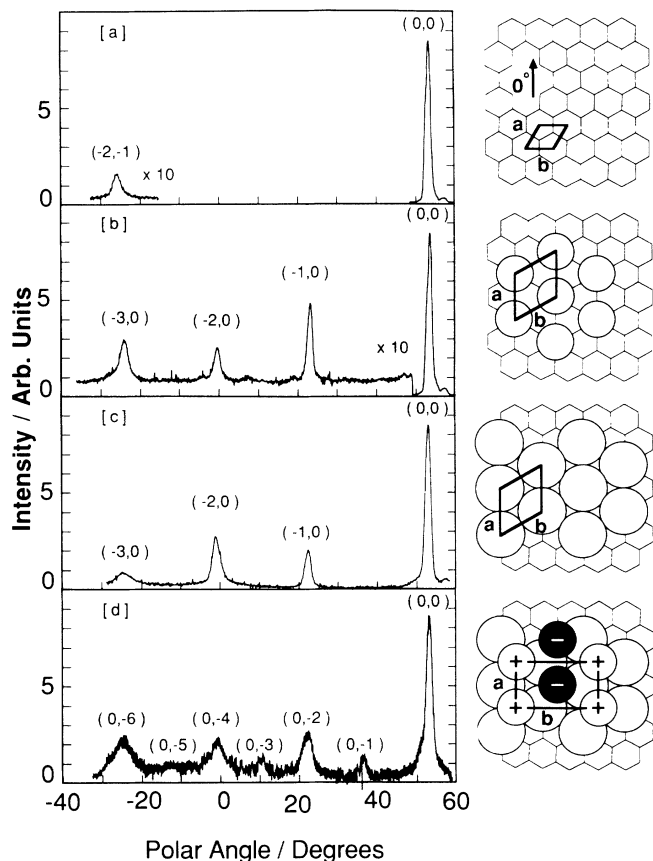 [a]
(0,0)
5
(-2,-1)
x 10
0
0°
a
b
[b]
(0,0)
(-1,0)
5
(-3,0)
(-2,0)
x 10
0
a
b
[c]
(0,0)
5
(-2,0)
(-3,0)
(-1,0)
0
a
b
[d]
(0,0)
5
(0,-6)
(0,-5)
(0,-4)
(0,-3)
(0,-2)
(0,-1)
0
− 
+ +
a −
+ +
b
-40 -20 0 20 40 60
Polar Angle / Degrees
Intensity / Arb. Units